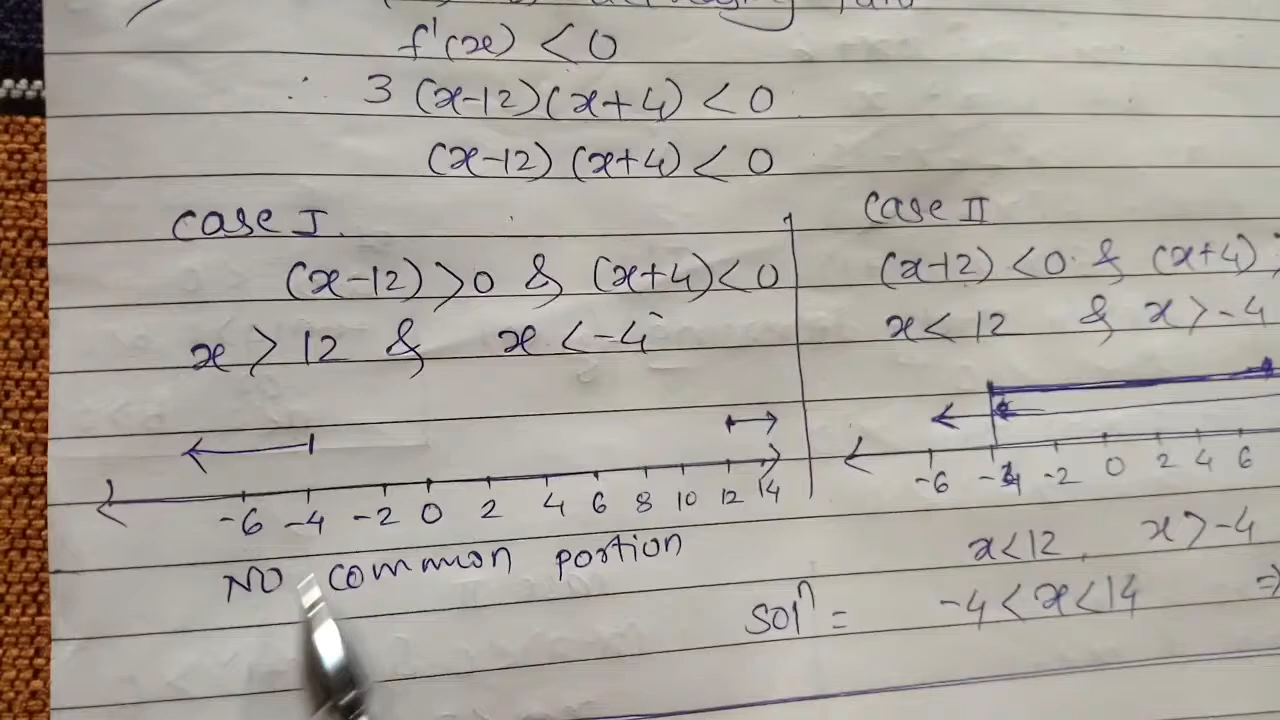 f'(x) < 0
∴ 3 (x-12)(x+4) < 0
(x-12) (x+4) < 0
case I.
(x-12) > 0 & (x+4) < 0
x > 12 & x < -4
-6 -4 -2 0 2 4 6 8 10 12 14
NO common portion
case II
(x-12) < 0 & (x+4) >
x < 12 & x > -4
-6 -4 -2 0 2 4 6
x < 12, x > -4
Solⁿ = -4 < x < 14 ⇒